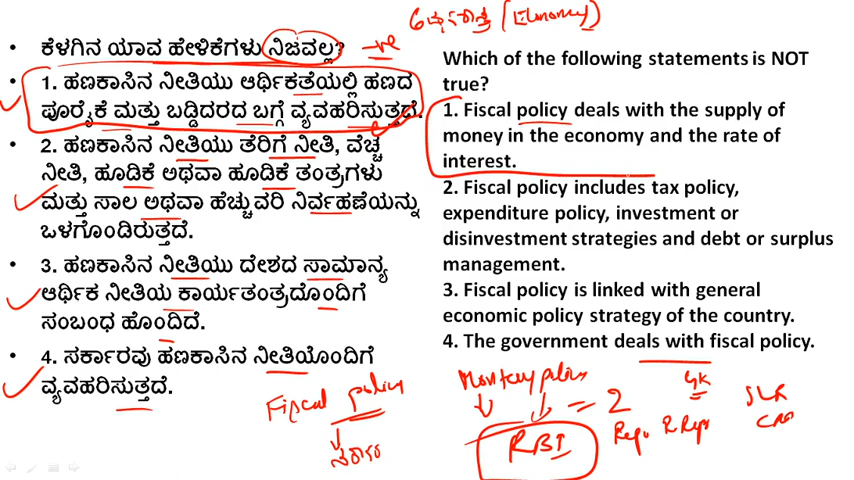 ಅರ್ಥಶಾಸ್ತ್ರ (Economy)
• ಕೆಳಗಿನ ಯಾವ ಹೇಳಿಕೆಗಳು ನಿಜವಲ್ಲ? -ve
• 1. ಹಣಕಾಸಿನ ನೀತಿಯು ಆರ್ಥಿಕತೆಯಲ್ಲಿ ಹಣದ
ಪೂರೈಕೆ ಮತ್ತು ಬಡ್ಡಿದರದ ಬಗ್ಗೆ ವ್ಯವಹರಿಸುತ್ತದೆ.
• 2. ಹಣಕಾಸಿನ ನೀತಿಯು ತೆರಿಗೆ ನೀತಿ, ವೆಚ್ಚ
ನೀತಿ, ಹೂಡಿಕೆ ಅಥವಾ ಹೂಡಿಕೆ ತಂತ್ರಗಳು
ಮತ್ತು ಸಾಲ ಅಥವಾ ಹೆಚ್ಚುವರಿ ನಿರ್ವಹಣೆಯನ್ನು
ಒಳಗೊಂಡಿರುತ್ತದೆ.
• 3. ಹಣಕಾಸಿನ ನೀತಿಯು ದೇಶದ ಸಾಮಾನ್ಯ
ಆರ್ಥಿಕ ನೀತಿಯ ಕಾರ್ಯತಂತ್ರದೊಂದಿಗೆ
ಸಂಬಂಧ ಹೊಂದಿದೆ.
• 4. ಸರ್ಕಾರವು ಹಣಕಾಸಿನ ನೀತಿಯೊಂದಿಗೆ
ವ್ಯವಹರಿಸುತ್ತದೆ.
Fiscal policy
Which of the following statements is NOT
true?
1. Fiscal policy deals with the supply of
money in the economy and the rate of
interest.
2. Fiscal policy includes tax policy,
expenditure policy, investment or
disinvestment strategies and debt or surplus
management.
3. Fiscal policy is linked with general
economic policy strategy of the country.
4. The government deals with fiscal policy.
Monetary policy
= 2
RBI
Repo R Repo
SLR
CRR